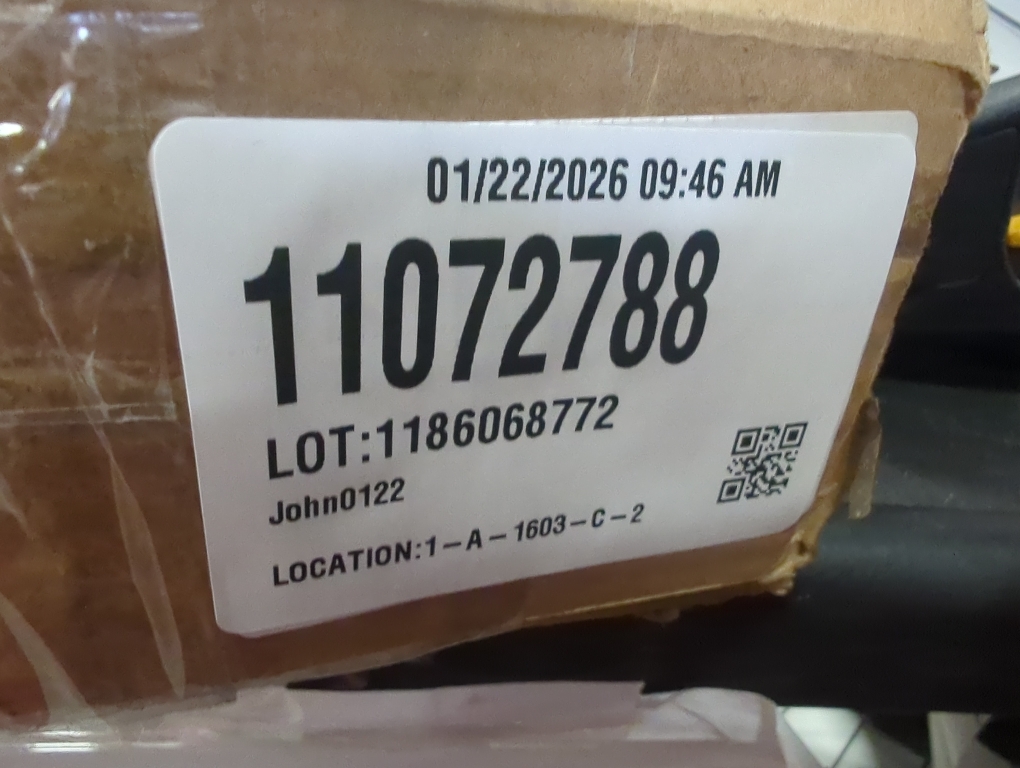 01/22/2026 09:46 AM
11072788
LOT:1186068772
John0122
LOCATION:1-A-1603-C-2